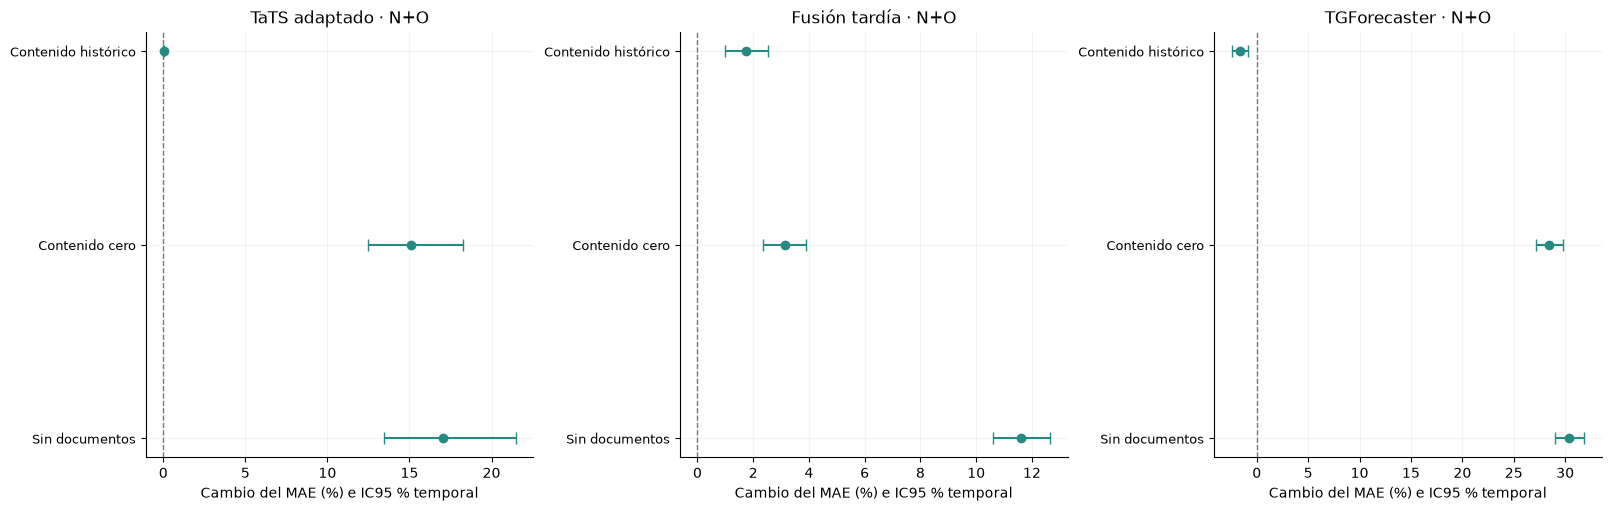 TaTS adaptado · N+O
Contenido histórico
Contenido cero
Sin documentos
0 5 10 15 20
Cambio del MAE (%) e IC95 % temporal
Fusión tardía · N+O
Contenido histórico
Contenido cero
Sin documentos
0 2 4 6 8 10 12
Cambio del MAE (%) e IC95 % temporal
TGForecaster · N+O
Contenido histórico
Contenido cero
Sin documentos
0 5 10 15 20 25 30
Cambio del MAE (%) e IC95 % temporal